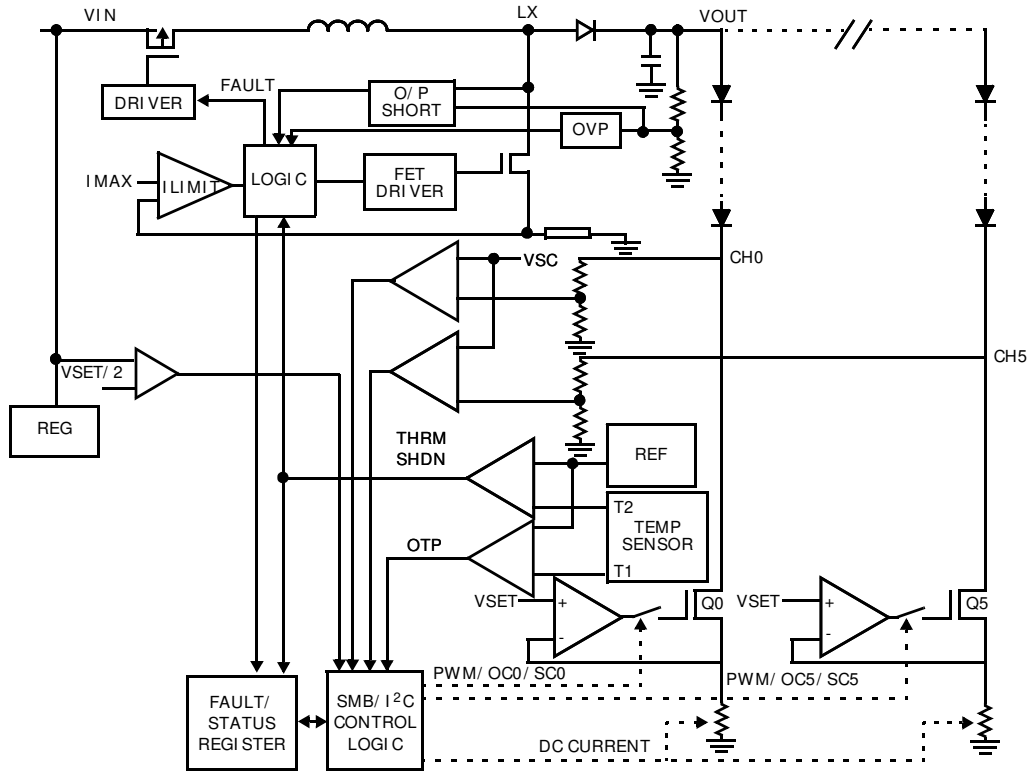 VIN
LX
VOUT
FAULT
DRIVER
O/P
SHORT
OVP
IMAX
ILIMIT
LOGIC
FET
DRIVER
VSC
CH0
CH5
VSET/2
REG
THRM
SHDN
REF
T2
TEMP
SENSOR
T1
OTP
VSET
+
-
Q0
VSET
+
-
Q5
PWM/OC0/SC0
PWM/OC5/SC5
FAULT/
STATUS
REGISTER
SMB/I²C
CONTROL
LOGIC
DC CURRENT